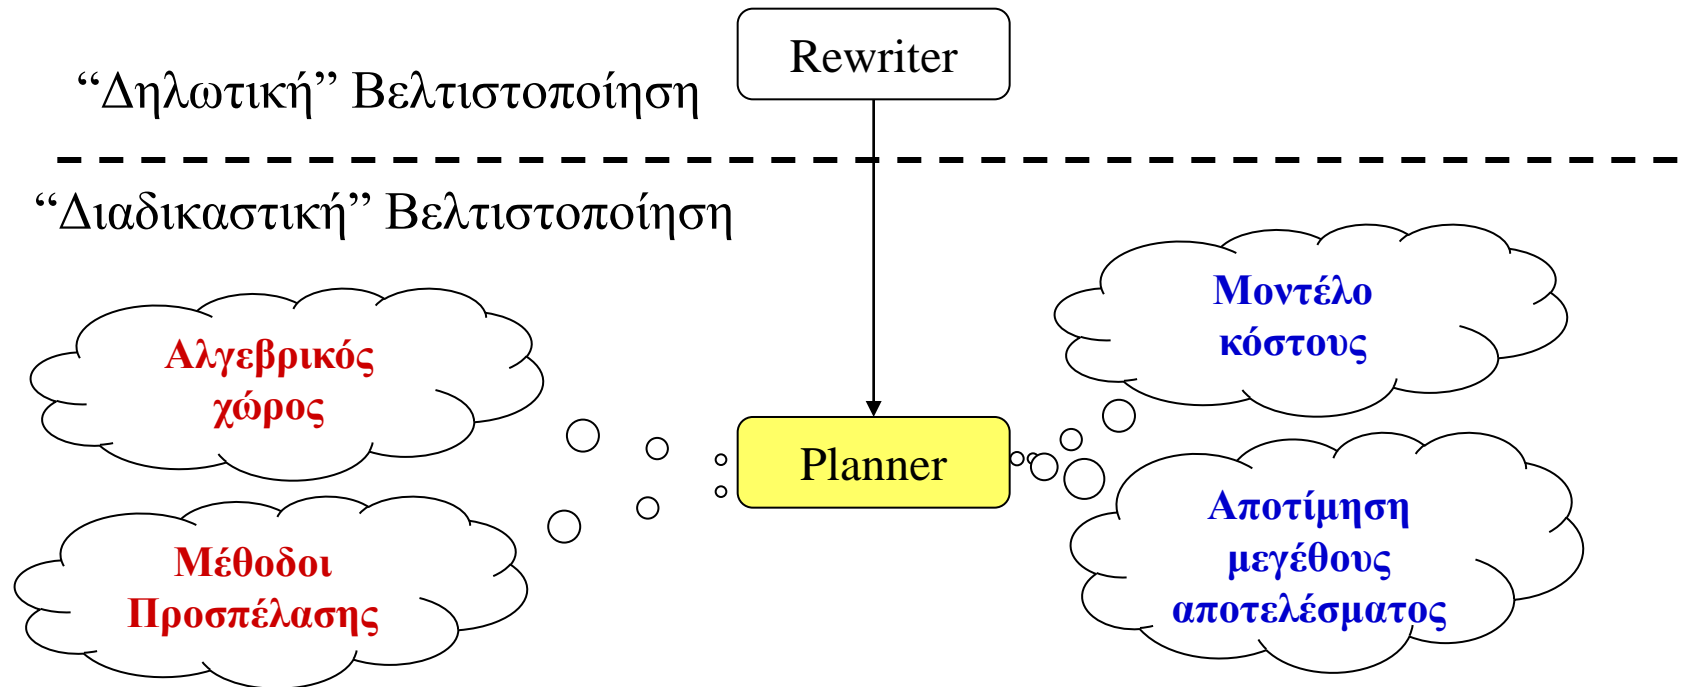 Rewriter
“Δηλωτική” Βελτιστοποίηση
“Διαδικαστική” Βελτιστοποίηση
Αλγεβρικός
χώρος
Μέθοδοι
Προσπέλασης
Planner
Μοντέλο
κόστους
Αποτίμηση
μεγέθους
αποτελέσματος